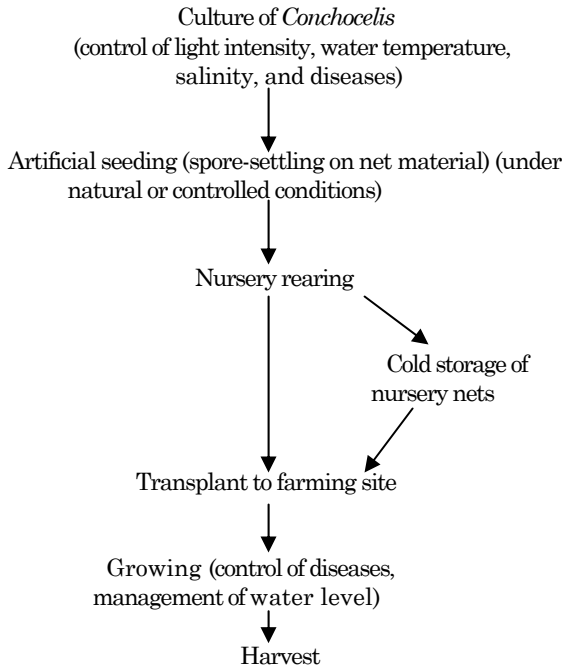 Culture of Conchocelis
(control of light intensity, water temperature,
salinity, and diseases)
Artificial seeding (spore-settling on net material) (under
natural or controlled conditions)
Nursery rearing
Cold storage of
nursery nets
Transplant to farming site
Growing (control of diseases,
management of water level)
Harvest